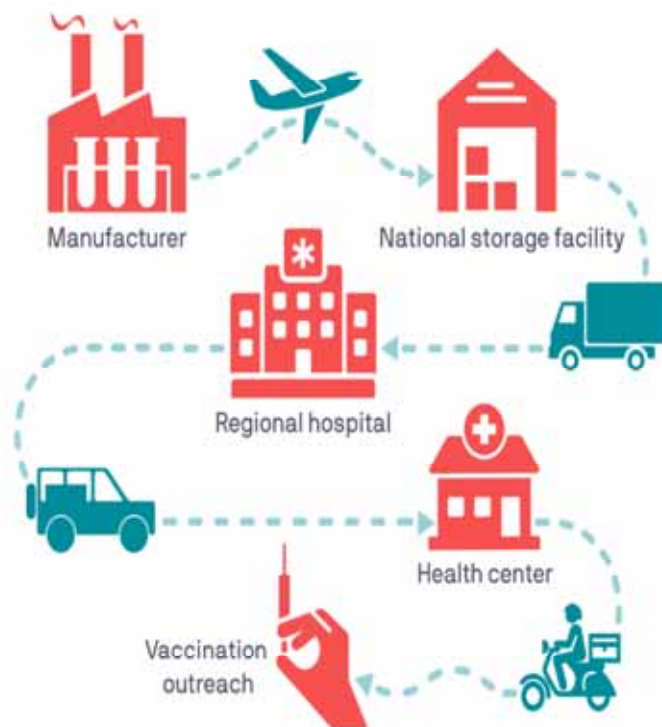 Manufacturer
National storage facility
Regional hospital
Health center
Vaccination
outreach